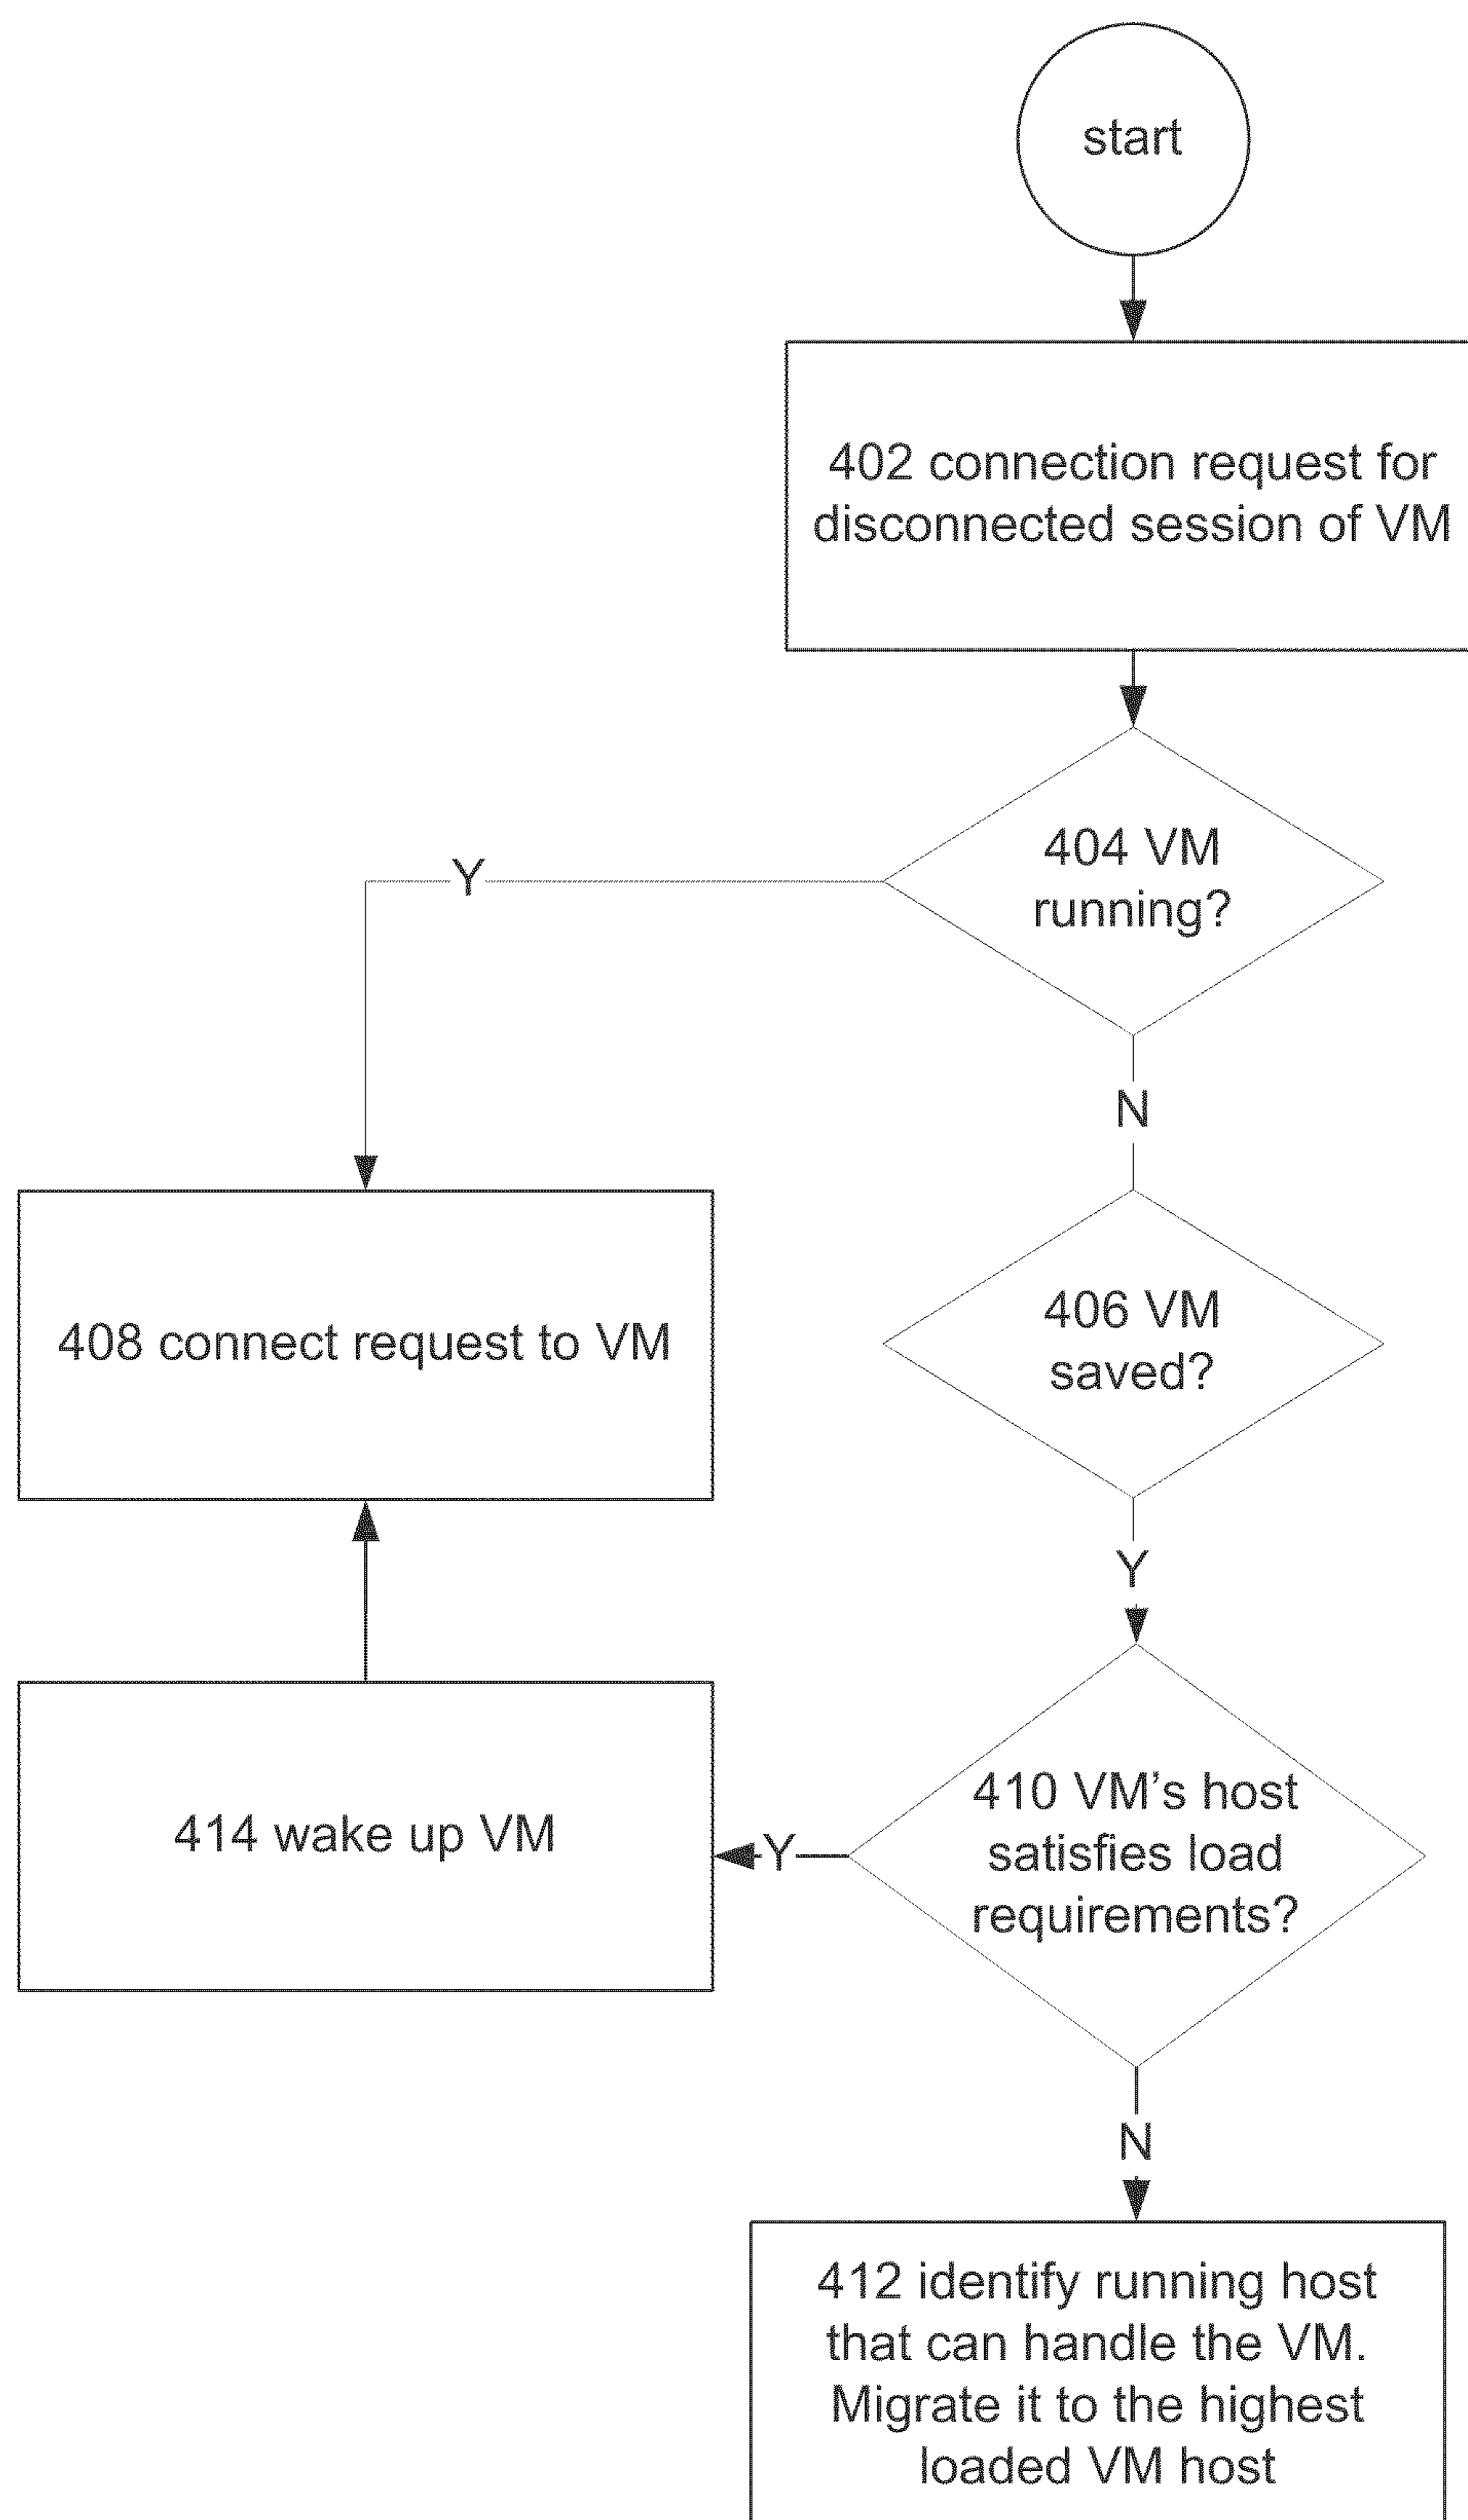 start
402 connection request for
disconnected session of VM
404 VM
running?
Y
N
408 connect request to VM
406 VM
saved?
Y
414 wake up VM
Y
410 VM's host
satisfies load
requirements?
N
412 identify running host
that can handle the VM.
Migrate it to the highest
loaded VM host